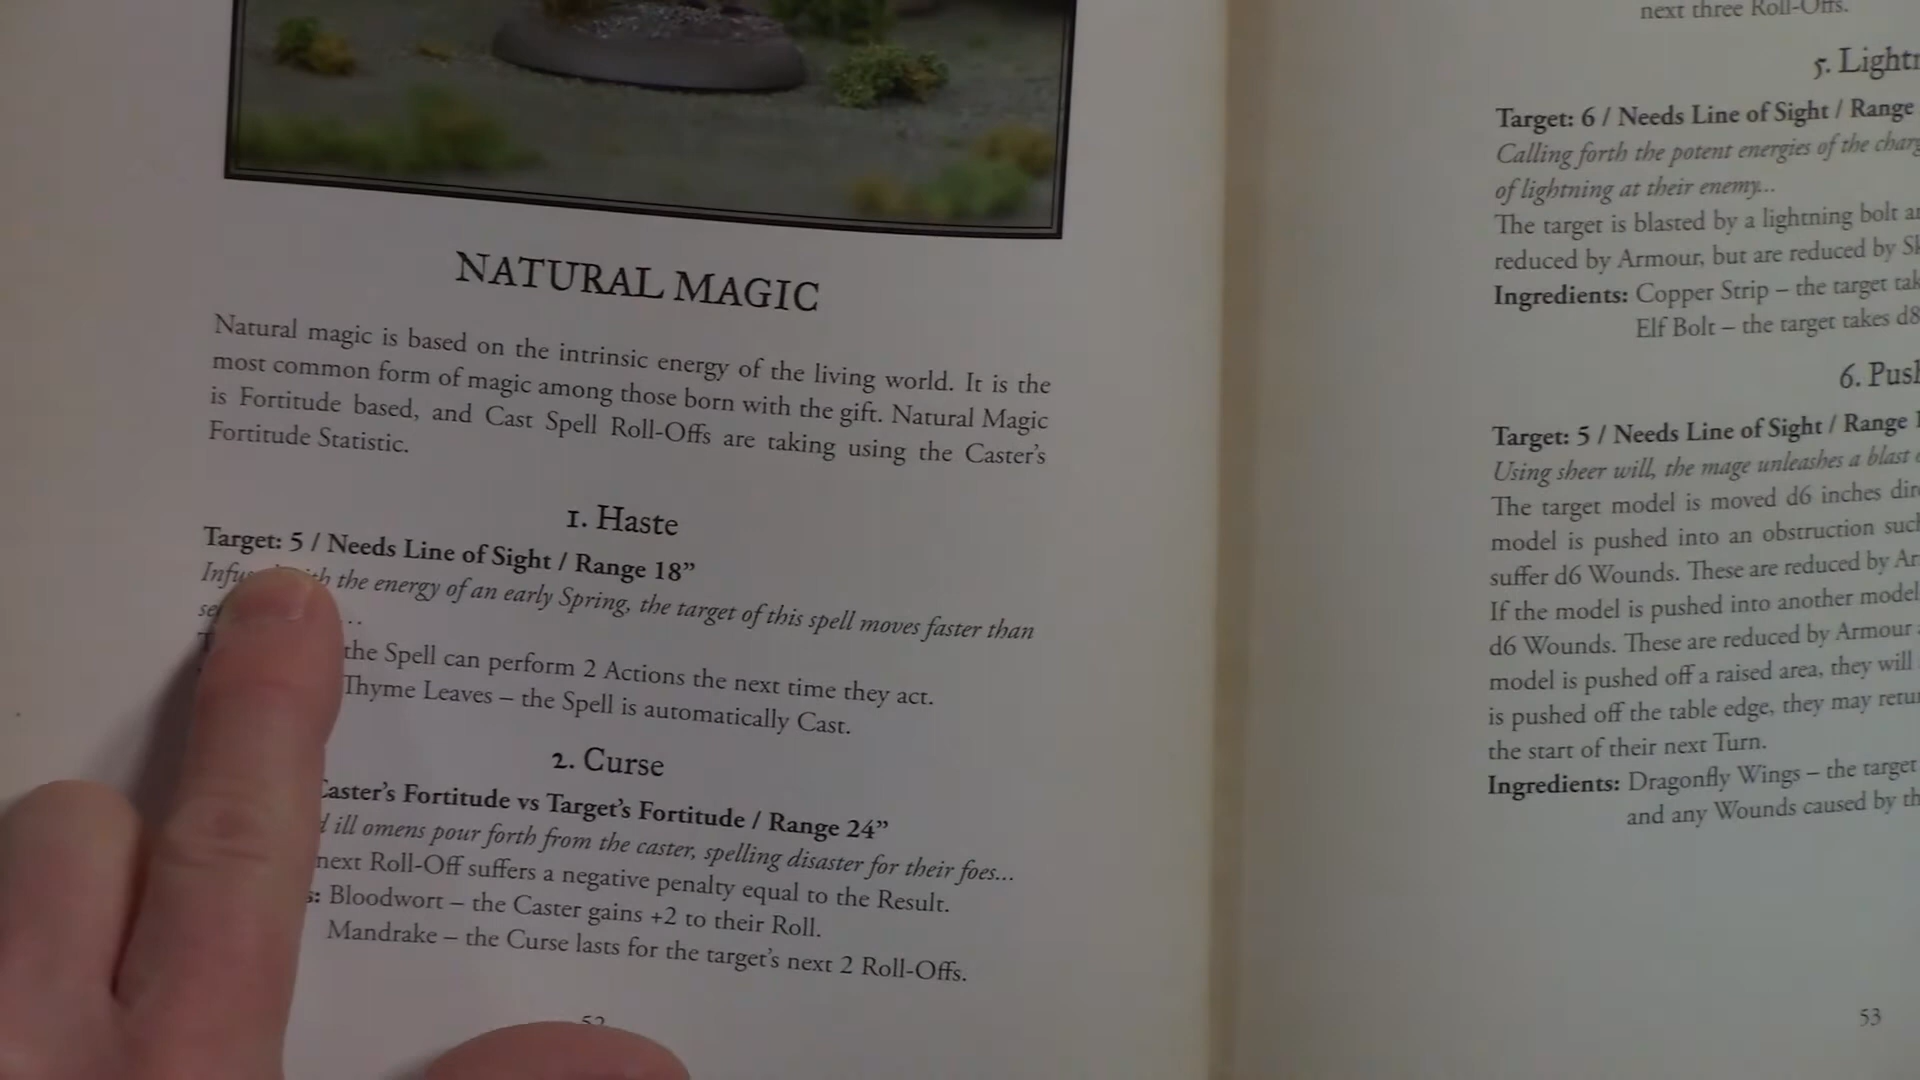 NATURAL MAGIC
Natural magic is based on the intrinsic energy of the living world. It is the
most common form of magic among those born with the gift. Natural Magic
is Fortitude based, and Cast Spell Roll-Offs are taking using the Caster's
Fortitude Statistic.
1. Haste
Target: 5 / Needs Line of Sight / Range 18”
the energy of an early Spring, the target of this spell moves faster than
the Spell can perform 2 Actions the next time they act.
Thyme Leaves – the Spell is automatically Cast.
2. Curse
Caster's Fortitude vs Target's Fortitude / Range 24”
ill omens pour forth from the caster, spelling disaster for their foes...
next Roll-Off suffers a negative penalty equal to the Result.
Bloodwort – the Caster gains +2 to their Roll.
Mandrake – the Curse lasts for the target's next 2 Roll-Offs.
52
next three Roll-Offs.
5.
Target: 6 / Needs Line of Sight / Range
Calling forth the potent energies of the
of lightning at their enemy...
The target is blasted by a lightning bolt
reduced by Armour, but are reduced by
Ingredients: Copper Strip – the target
Elf Bolt – the target takes d8
6. Push
Target: 5 / Needs Line of Sight / Range
Using sheer will, the mage unleashes a blast
The target model is moved d6 inches
model is pushed into an obstruction such
suffer d6 Wounds. These are reduced by
If the model is pushed into another model
d6 Wounds. These are reduced by Armour
model is pushed off a raised area, they will
is pushed off the table edge, they may
the start of their next Turn.
Ingredients: Dragonfly Wings – the target
and any Wounds caused by
53